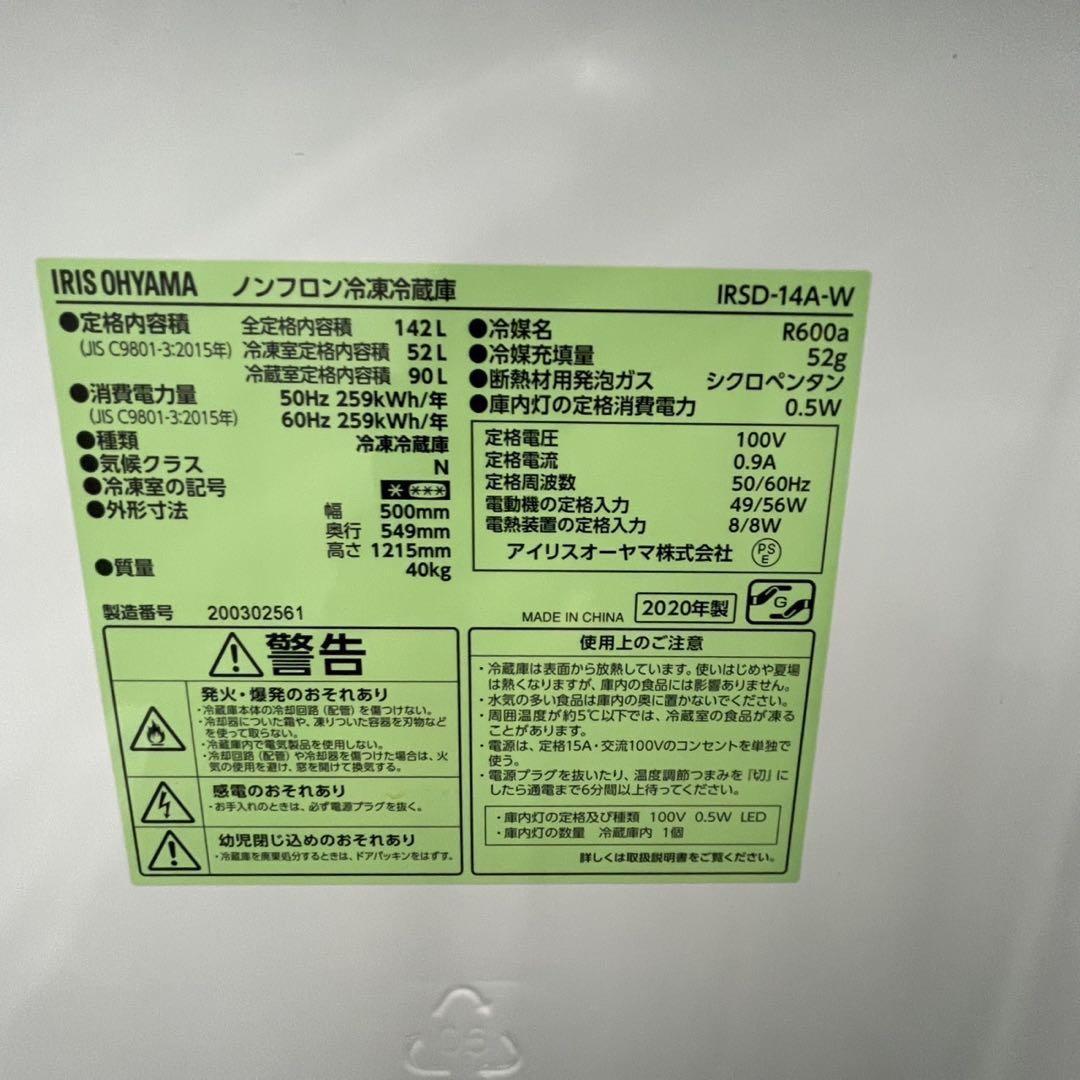 IRIS OHYAMA ノンフロン冷凍冷蔵庫 IRSD-14A-W
●定格内容積 全定格内容積 142L
(JIS C9801-3:2015年) 冷凍室定格内容積 52L
冷蔵室定格内容積 90L
●消費電力量 50Hz 259kWh/年
(JIS C9801-3:2015年) 60Hz 259kWh/年
●種類 冷凍冷蔵庫
●気候クラス N
●冷凍室の記号 * ***
●外形寸法 幅 500mm
奥行 549mm
高さ 1215mm
●質量 40kg
製造番号 200302561
●冷媒名 R600a
●冷媒充填量 52g
●断熱材用発泡ガス シクロペンタン
●庫内灯の定格消費電力 0.5W
定格電圧 100V
定格電流 0.9A
定格周波数 50/60Hz
電動機の定格入力 49/56W
電熱装置の定格入力 8/8W
アイリスオーヤマ株式会社 PSE
MADE IN CHINA 2020年製 G
警告
発火・爆発のおそれあり
・冷蔵庫本体の冷却回路(配管)を傷つけない。
・冷却器についた霜や、凍りついた容器を刃物など
を使って取らない。
・冷蔵庫内で電気製品を使用しない。
・冷却回路(配管)や冷却器を傷つけた場合は、火
気の使用を避け、窓を開けて換気する。
感電のおそれあり
・お手入れのときは、必ず電源プラグを抜く。
幼児閉じ込めのおそれあり
・冷蔵庫を廃棄処分するときは、ドアパッキンをはずす。
使用上のご注意
・冷蔵庫は表面から放熱しています。使いはじめや夏場
は熱くなりますが、庫内の食品には影響ありません。
・水気の多い食品は庫内の奥に置かないでください。
・周囲温度が約5℃以下では、冷蔵室の食品が凍る
ことがあります。
・電源は、定格15A・交流100Vのコンセントを単独で
使う。
・電源プラグを抜いたり、温度調節つまみを『切』に
したら通電まで6分間以上待ってください。
・庫内灯の定格及び種類 100V 0.5W LED
・庫内灯の数量 冷蔵庫内 1個
詳しくは取扱説明書をご覧ください。